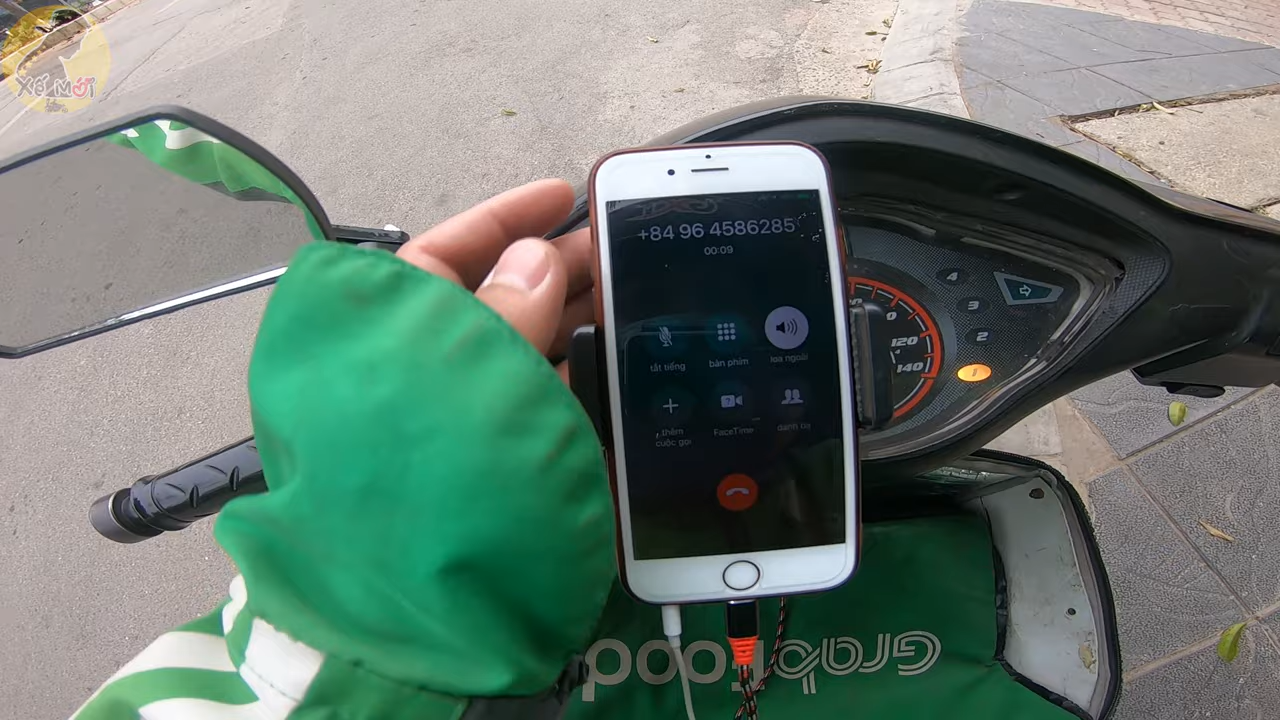 Xế Mới
+84 96 4586285
00:09
tắt tiếng
bàn phím
loa ngoài
thêm
cuộc gọi
FaceTime
danh bạ
4
3
2
120
140
Grabfood